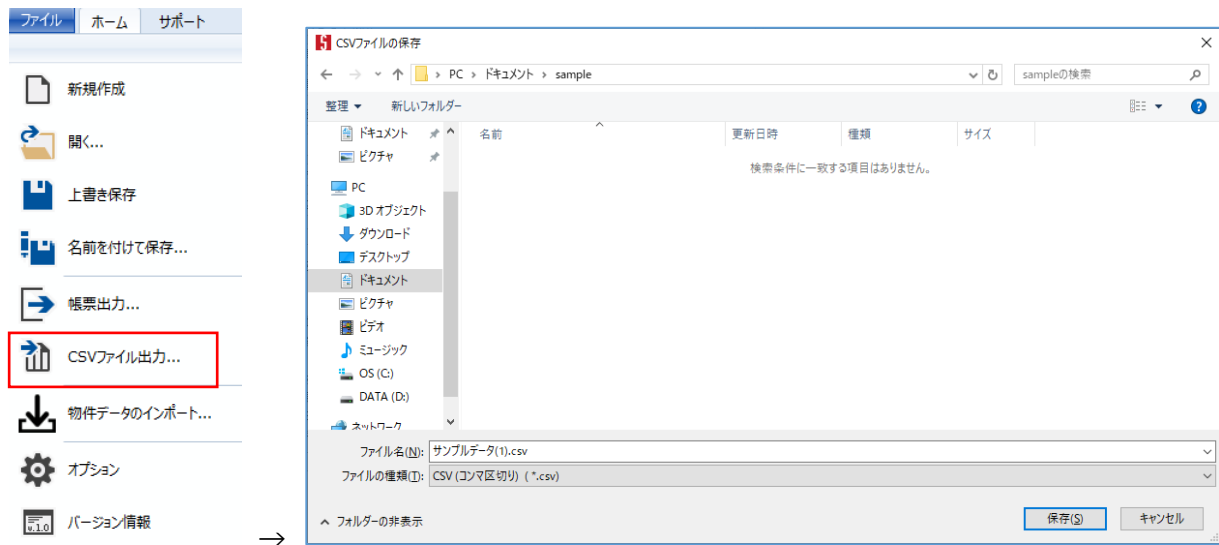 ファイル ホーム サポート
新規作成
開く...
上書き保存
名前を付けて保存...
帳票出力...
CSVファイル出力...
物件データのインポート...
オプション
v.1.0 バージョン情報
→
CSVファイルの保存
PC › ドキュメント › sample
sampleの検索
整理 新しいフォルダー
ドキュメント
ピクチャ
PC
3D オブジェクト
ダウンロード
デスクトップ
ドキュメント
ピクチャ
ビデオ
ミュージック
OS (C:)
DATA (D:)
ネットワーク
名前 更新日時 種類 サイズ
検索条件に一致する項目はありません。
ファイル名(N): サンプルデータ(1).csv
ファイルの種類(T): CSV (コンマ区切り) ( *.csv)
フォルダーの非表示
保存(S) キャンセル